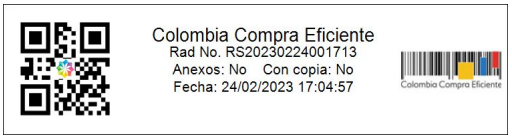 Colombia Compra Eficiente
Rad No. RS20230224001713
Anexos: No Con copia: No
Fecha: 24/02/2023 17:04:57
Colombia Compra Eficiente